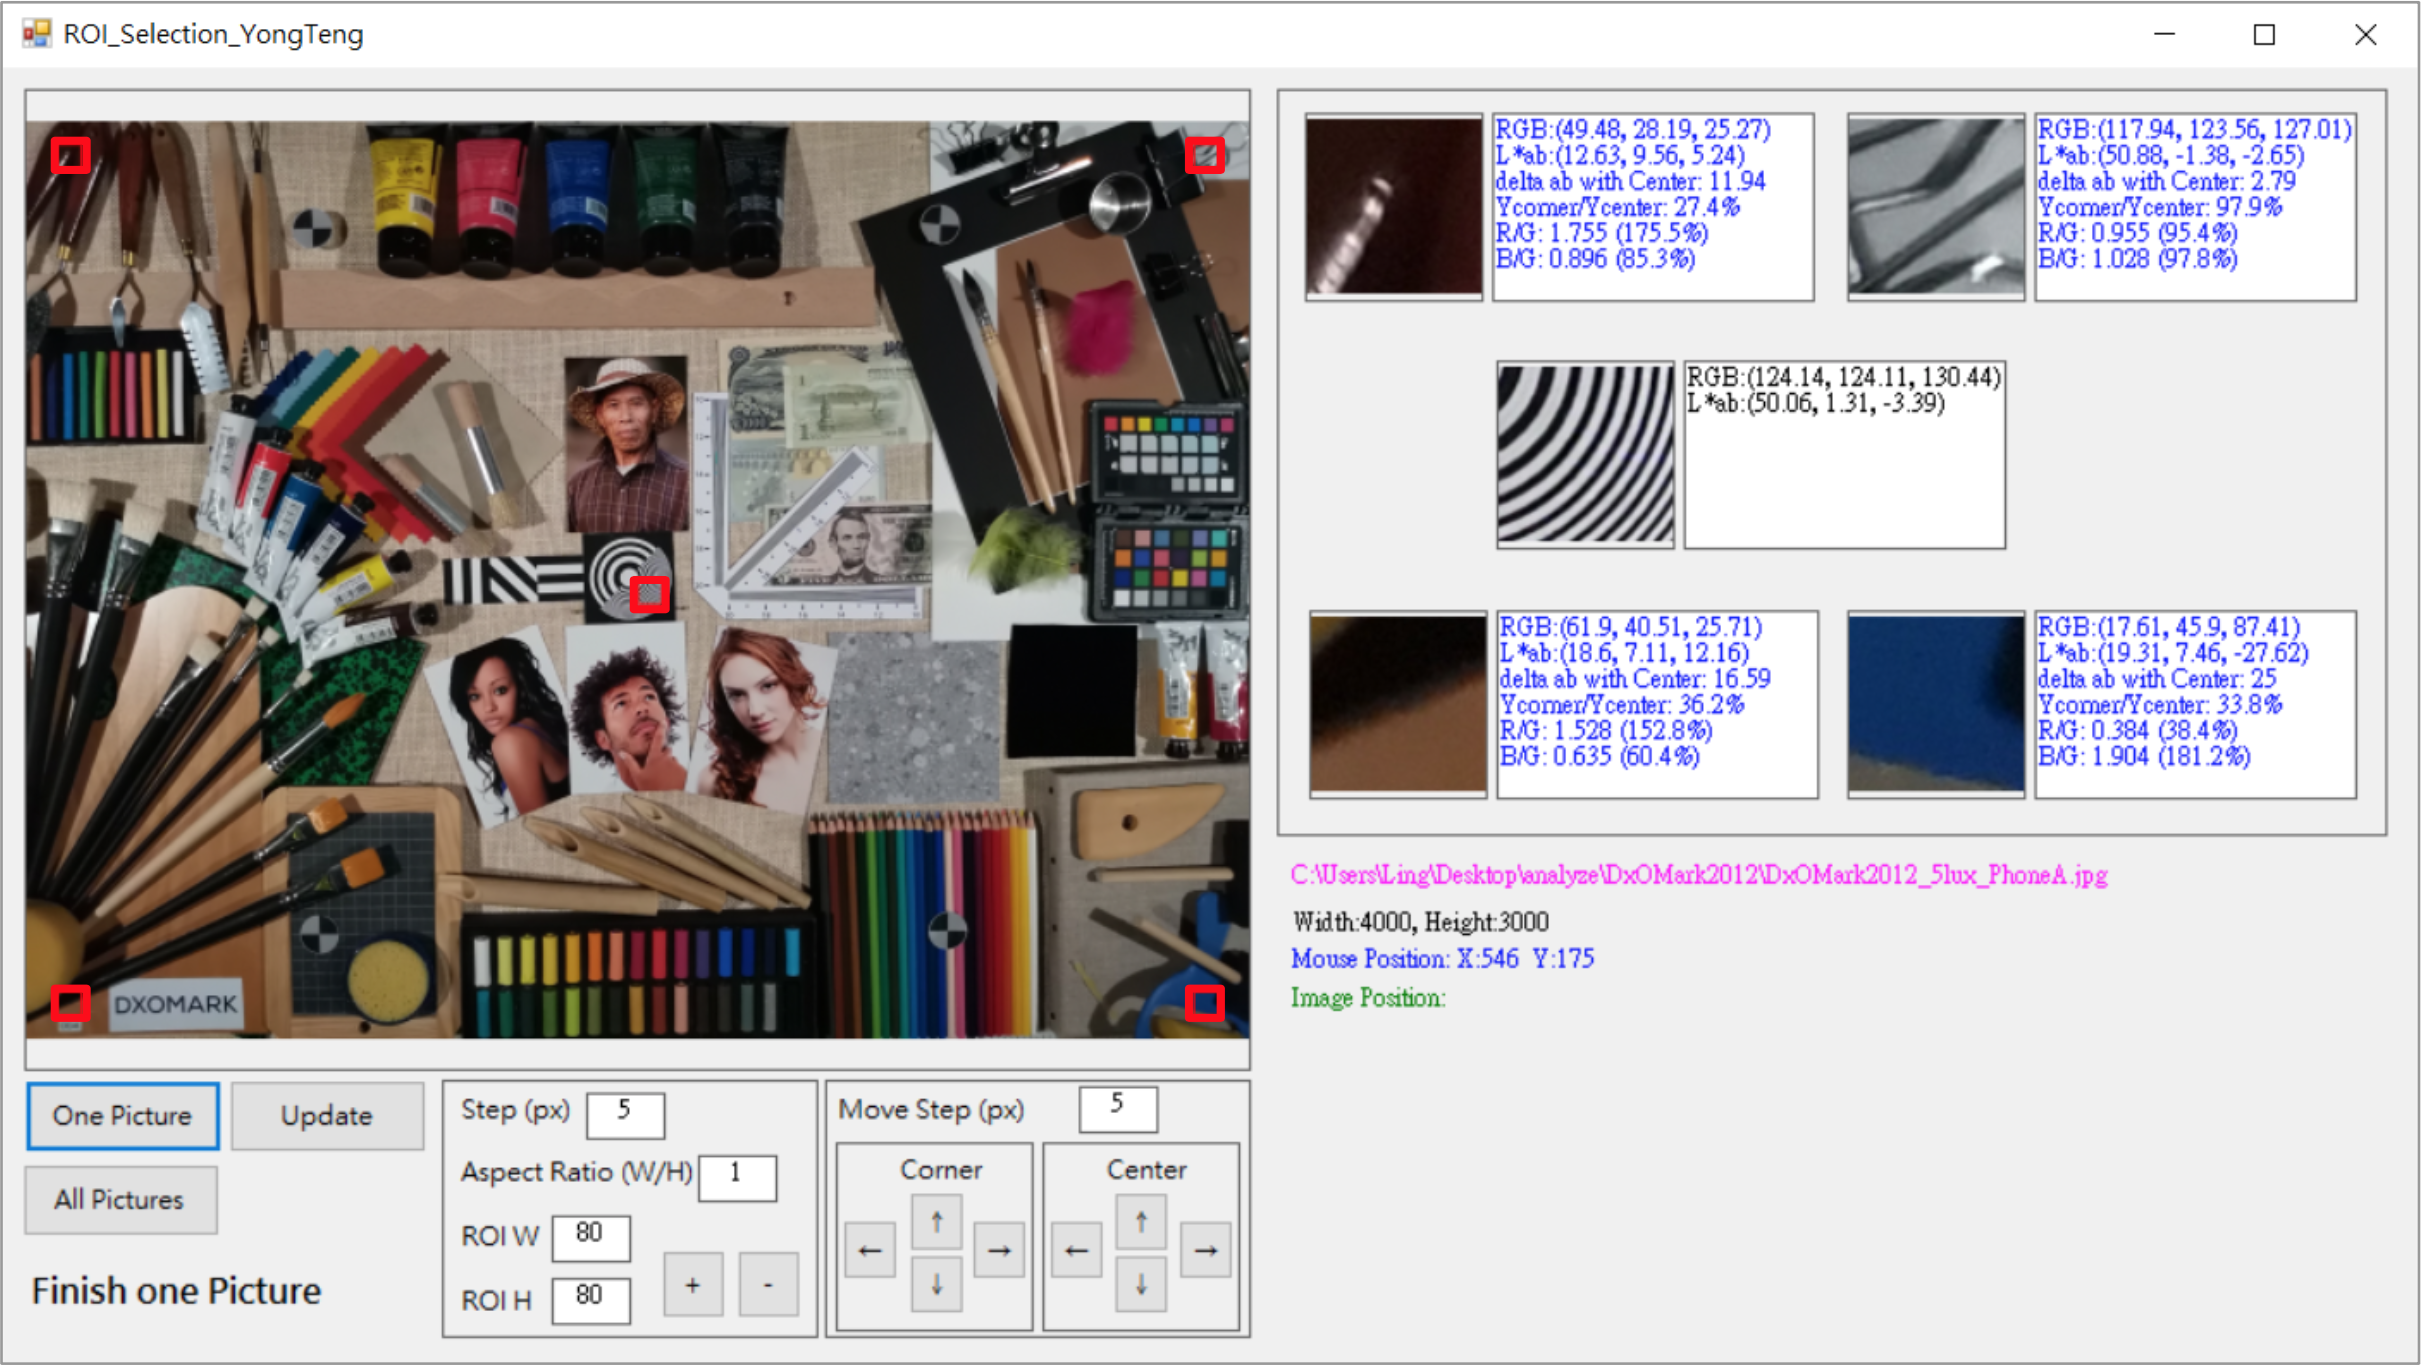 ROI_Selection_YongTeng
DXOMARK
RGB:(49.48, 28.19, 25.27)
L*ab:(12.63, 9.56, 5.24)
delta ab with Center: 11.94
Ycorner/Ycenter: 27.4%
R/G: 1.755 (175.5%)
B/G: 0.896 (85.3%)
RGB:(117.94, 123.56, 127.01)
L*ab:(50.88, -1.38, -2.65)
delta ab with Center: 2.79
Ycorner/Ycenter: 97.9%
R/G: 0.955 (95.4%)
B/G: 1.028 (97.8%)
RGB:(124.14, 124.11, 130.44)
L*ab:(50.06, 1.31, -3.39)
RGB:(61.9, 40.51, 25.71)
L*ab:(18.6, 7.11, 12.16)
delta ab with Center: 16.59
Ycorner/Ycenter: 36.2%
R/G: 1.528 (152.8%)
B/G: 0.635 (60.4%)
RGB:(17.61, 45.9, 87.41)
L*ab:(19.31, 7.46, -27.62)
delta ab with Center: 25
Ycorner/Ycenter: 33.8%
R/G: 0.384 (38.4%)
B/G: 1.904 (181.2%)
C:\Users\Ling\Desktop\analyze\DxOMark2012\DxOMark2012_5lux_PhoneA.jpg
Width:4000, Height:3000
Mouse Position: X:546 Y:175
Image Position:
One Picture
Update
All Pictures
Finish one Picture
Step (px) 5
Aspect Ratio (W/H) 1
ROI W 80
ROI H 80
+ -
Move Step (px) 5
Corner
↑
← →
↓
Center
↑
← →
↓